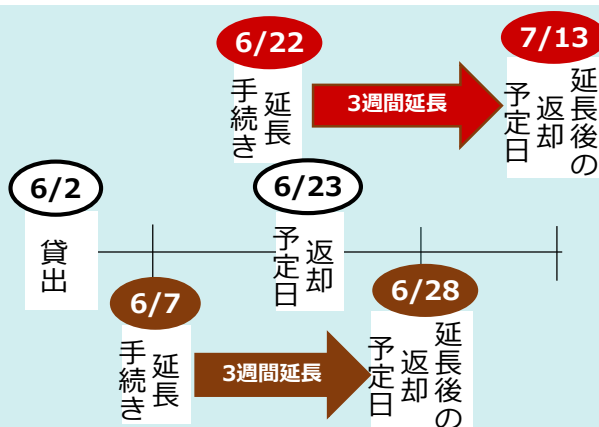 6/22
延長
手続き
3週間延長
7/13
延長後の
返却
予定日
6/2
貸出
6/23
返却
予定日
6/7
延長
手続き
3週間延長
6/28
延長後の
返却
予定日